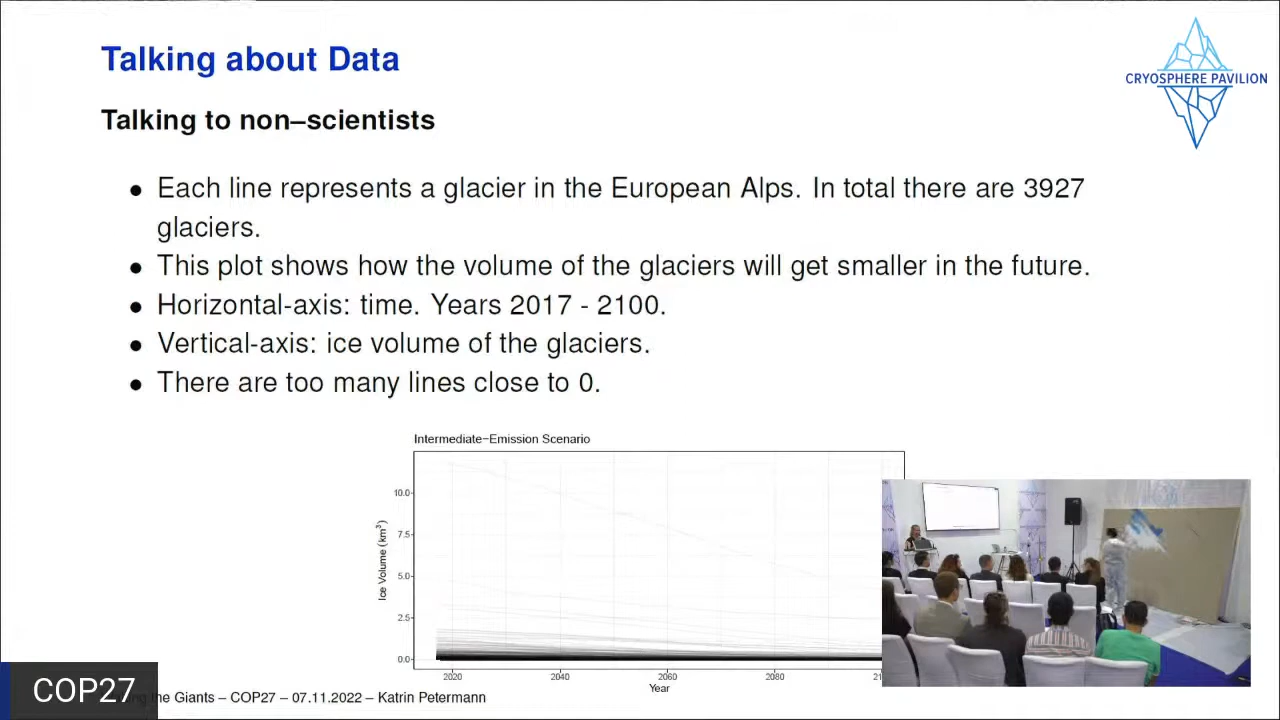 Talking about Data
CRYOSPHERE PAVILION
Talking to non–scientists
● Each line represents a glacier in the European Alps. In total there are 3927
glaciers.
● This plot shows how the volume of the glaciers will get smaller in the future.
● Horizontal-axis: time. Years 2017 - 2100.
● Vertical-axis: ice volume of the glaciers.
● There are too many lines close to 0.
Intermediate−Emission Scenario
Ice Volume (km³)
10.0
7.5
5.0
2.5
0.0
2020 2040 2060 2080
Year
COP27
the Giants – COP27 – 07.11.2022 – Katrin Petermann